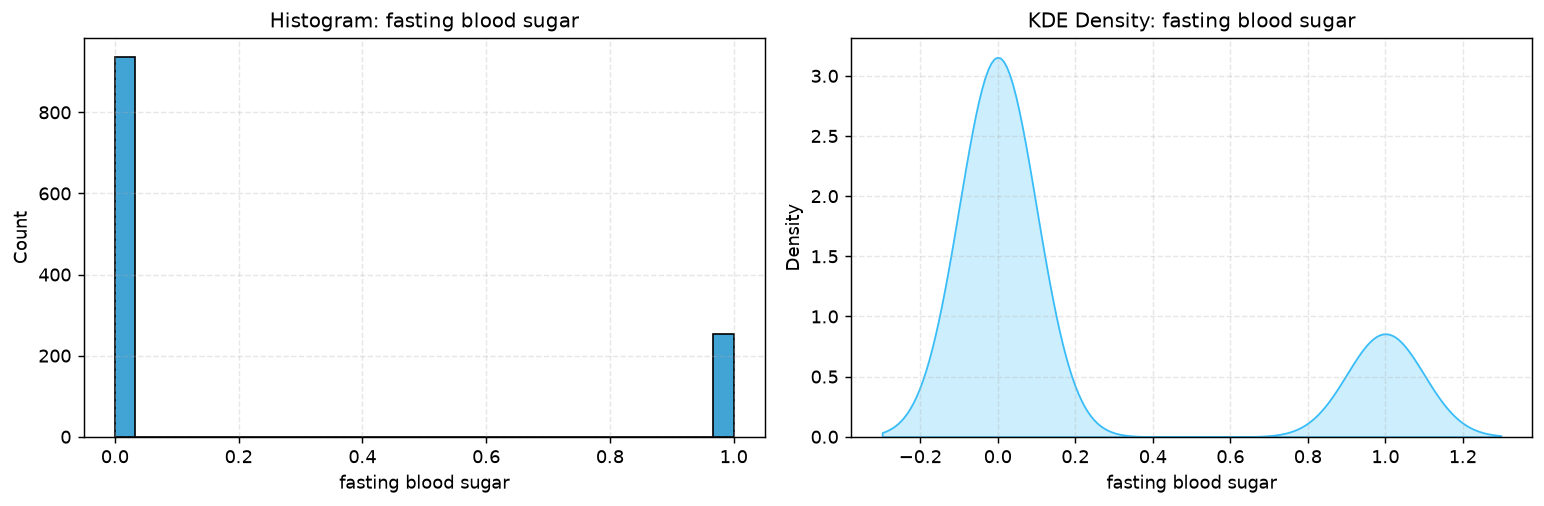 Histogram: fasting blood sugar
Count
800
600
400
200
0
0.0 0.2 0.4 0.6 0.8 1.0
fasting blood sugar
KDE Density: fasting blood sugar
Density
3.0
2.5
2.0
1.5
1.0
0.5
0.0
−0.2 0.0 0.2 0.4 0.6 0.8 1.0 1.2
fasting blood sugar